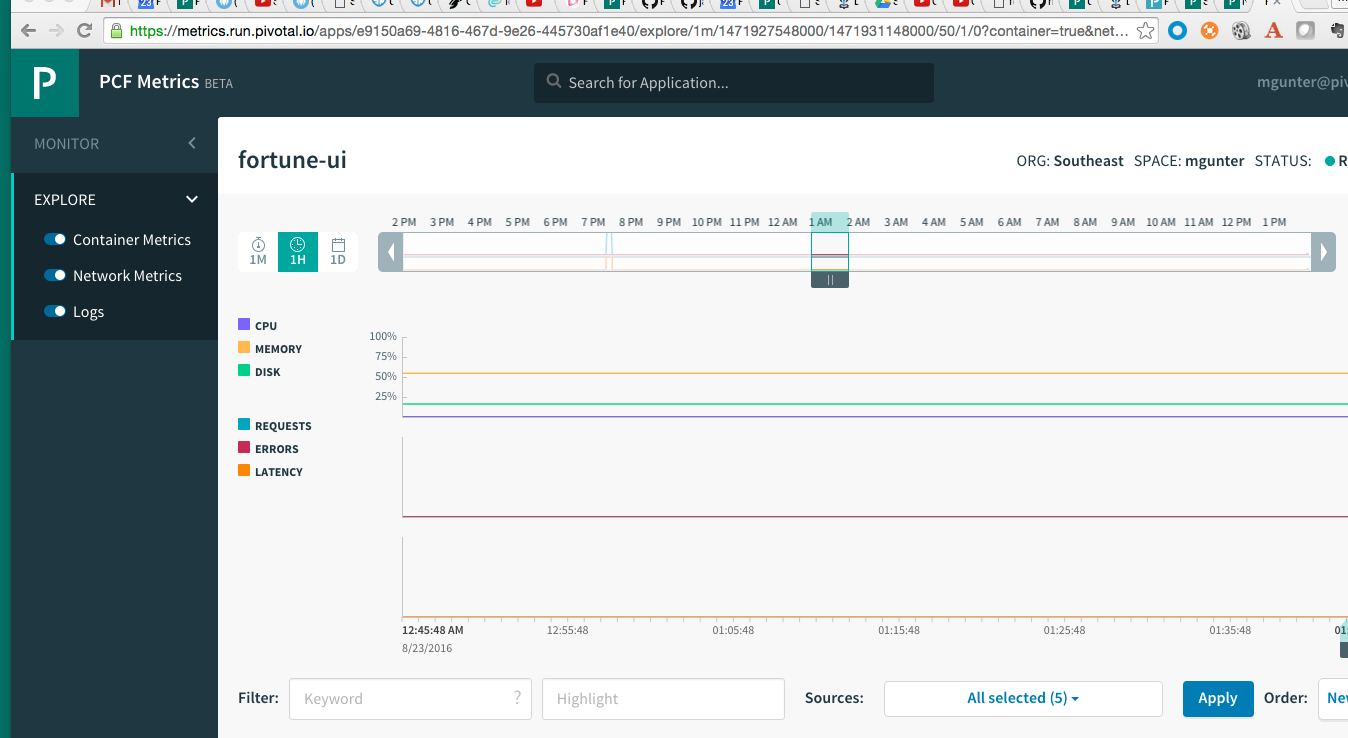 https://metrics.run.pivotal.io/apps/e9150a69-4816-467d-9e26-445730af1e40/explore/1m/1471927548000/1471931148000/50/1/0?container=true&net...
P PCF Metrics BETA Search for Application... mgunter@piv
MONITOR
fortune-ui ORG: Southeast SPACE: mgunter STATUS: R
EXPLORE
Container Metrics
Network Metrics
Logs
2 PM 3 PM 4 PM 5 PM 6 PM 7 PM 8 PM 9 PM 10 PM 11 PM 12 AM 1 AM 2 AM 3 AM 4 AM 5 AM 6 AM 7 AM 8 AM 9 AM 10 AM 11 AM 12 PM 1 PM
1M 1H 1D
CPU
MEMORY
DISK
100%
75%
50%
25%
REQUESTS
ERRORS
LATENCY
12:45:48 AM 12:55:48 01:05:48 01:15:48 01:25:48 01:35:48 01:
8/23/2016
Filter: Keyword ? Highlight Sources: All selected (5) Apply Order: Ne